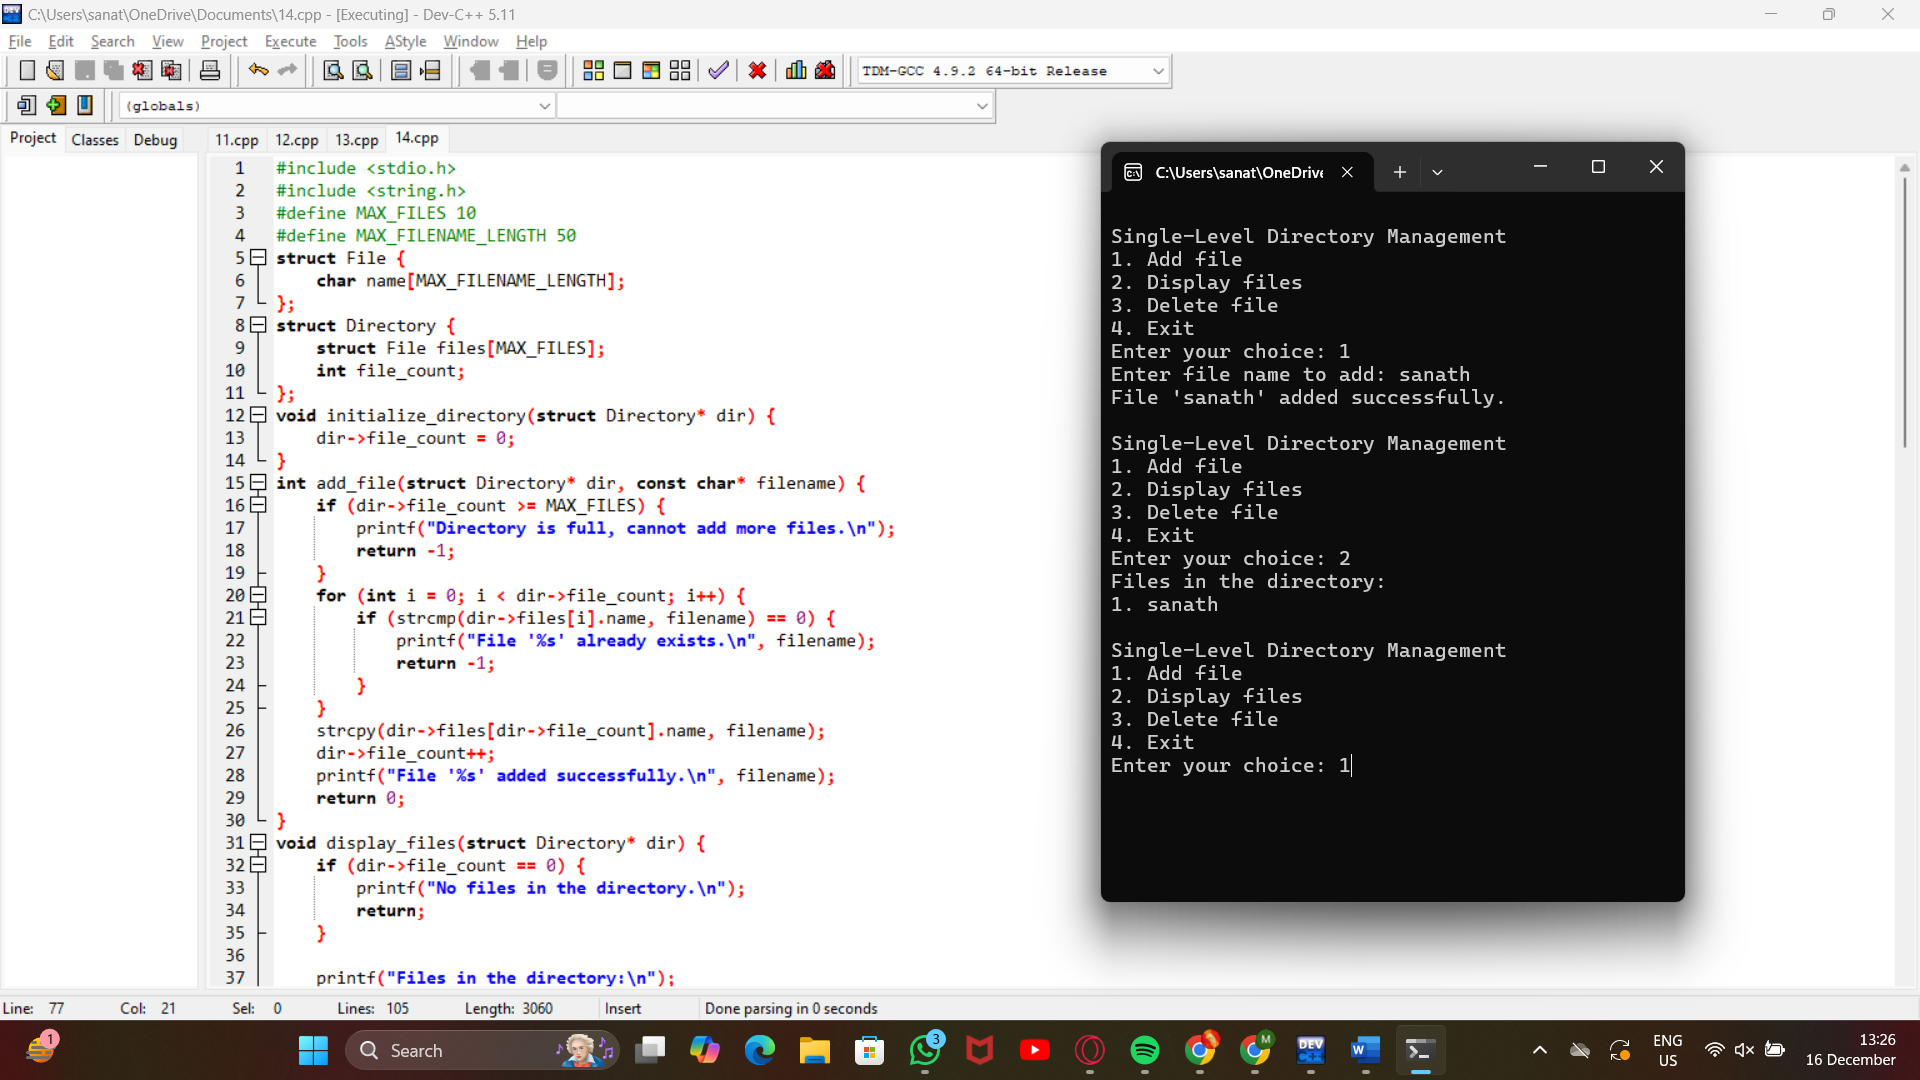 C:\Users\sanat\OneDrive\Documents\14.cpp - [Executing] - Dev-C++ 5.11
File Edit Search View Project Execute Tools AStyle Window Help
TDM-GCC 4.9.2 64-bit Release
(globals)
Project Classes Debug
11.cpp 12.cpp 13.cpp 14.cpp
1 #include <stdio.h>
2 #include <string.h>
3 #define MAX_FILES 10
4 #define MAX_FILENAME_LENGTH 50
5 struct File {
6 char name[MAX_FILENAME_LENGTH];
7 };
8 struct Directory {
9 struct File files[MAX_FILES];
10 int file_count;
11 };
12 void initialize_directory(struct Directory* dir) {
13 dir->file_count = 0;
14 }
15 int add_file(struct Directory* dir, const char* filename) {
16 if (dir->file_count >= MAX_FILES) {
17 printf("Directory is full, cannot add more files.\n");
18 return -1;
19 }
20 for (int i = 0; i < dir->file_count; i++) {
21 if (strcmp(dir->files[i].name, filename) == 0) {
22 printf("File '%s' already exists.\n", filename);
23 return -1;
24 }
25 }
26 strcpy(dir->files[dir->file_count].name, filename);
27 dir->file_count++;
28 printf("File '%s' added successfully.\n", filename);
29 return 0;
30 }
31 void display_files(struct Directory* dir) {
32 if (dir->file_count == 0) {
33 printf("No files in the directory.\n");
34 return;
35 }
36
37 printf("Files in the directory:\n");
C:\Users\sanat\OneDrive
Single-Level Directory Management
1. Add file
2. Display files
3. Delete file
4. Exit
Enter your choice: 1
Enter file name to add: sanath
File 'sanath' added successfully.
Single-Level Directory Management
1. Add file
2. Display files
3. Delete file
4. Exit
Enter your choice: 2
Files in the directory:
1. sanath
Single-Level Directory Management
1. Add file
2. Display files
3. Delete file
4. Exit
Enter your choice: 1
Line: 77 Col: 21 Sel: 0 Lines: 105 Length: 3060 Insert Done parsing in 0 seconds
1
Search
3
M
DEV
W
ENG
US
13:26
16 December